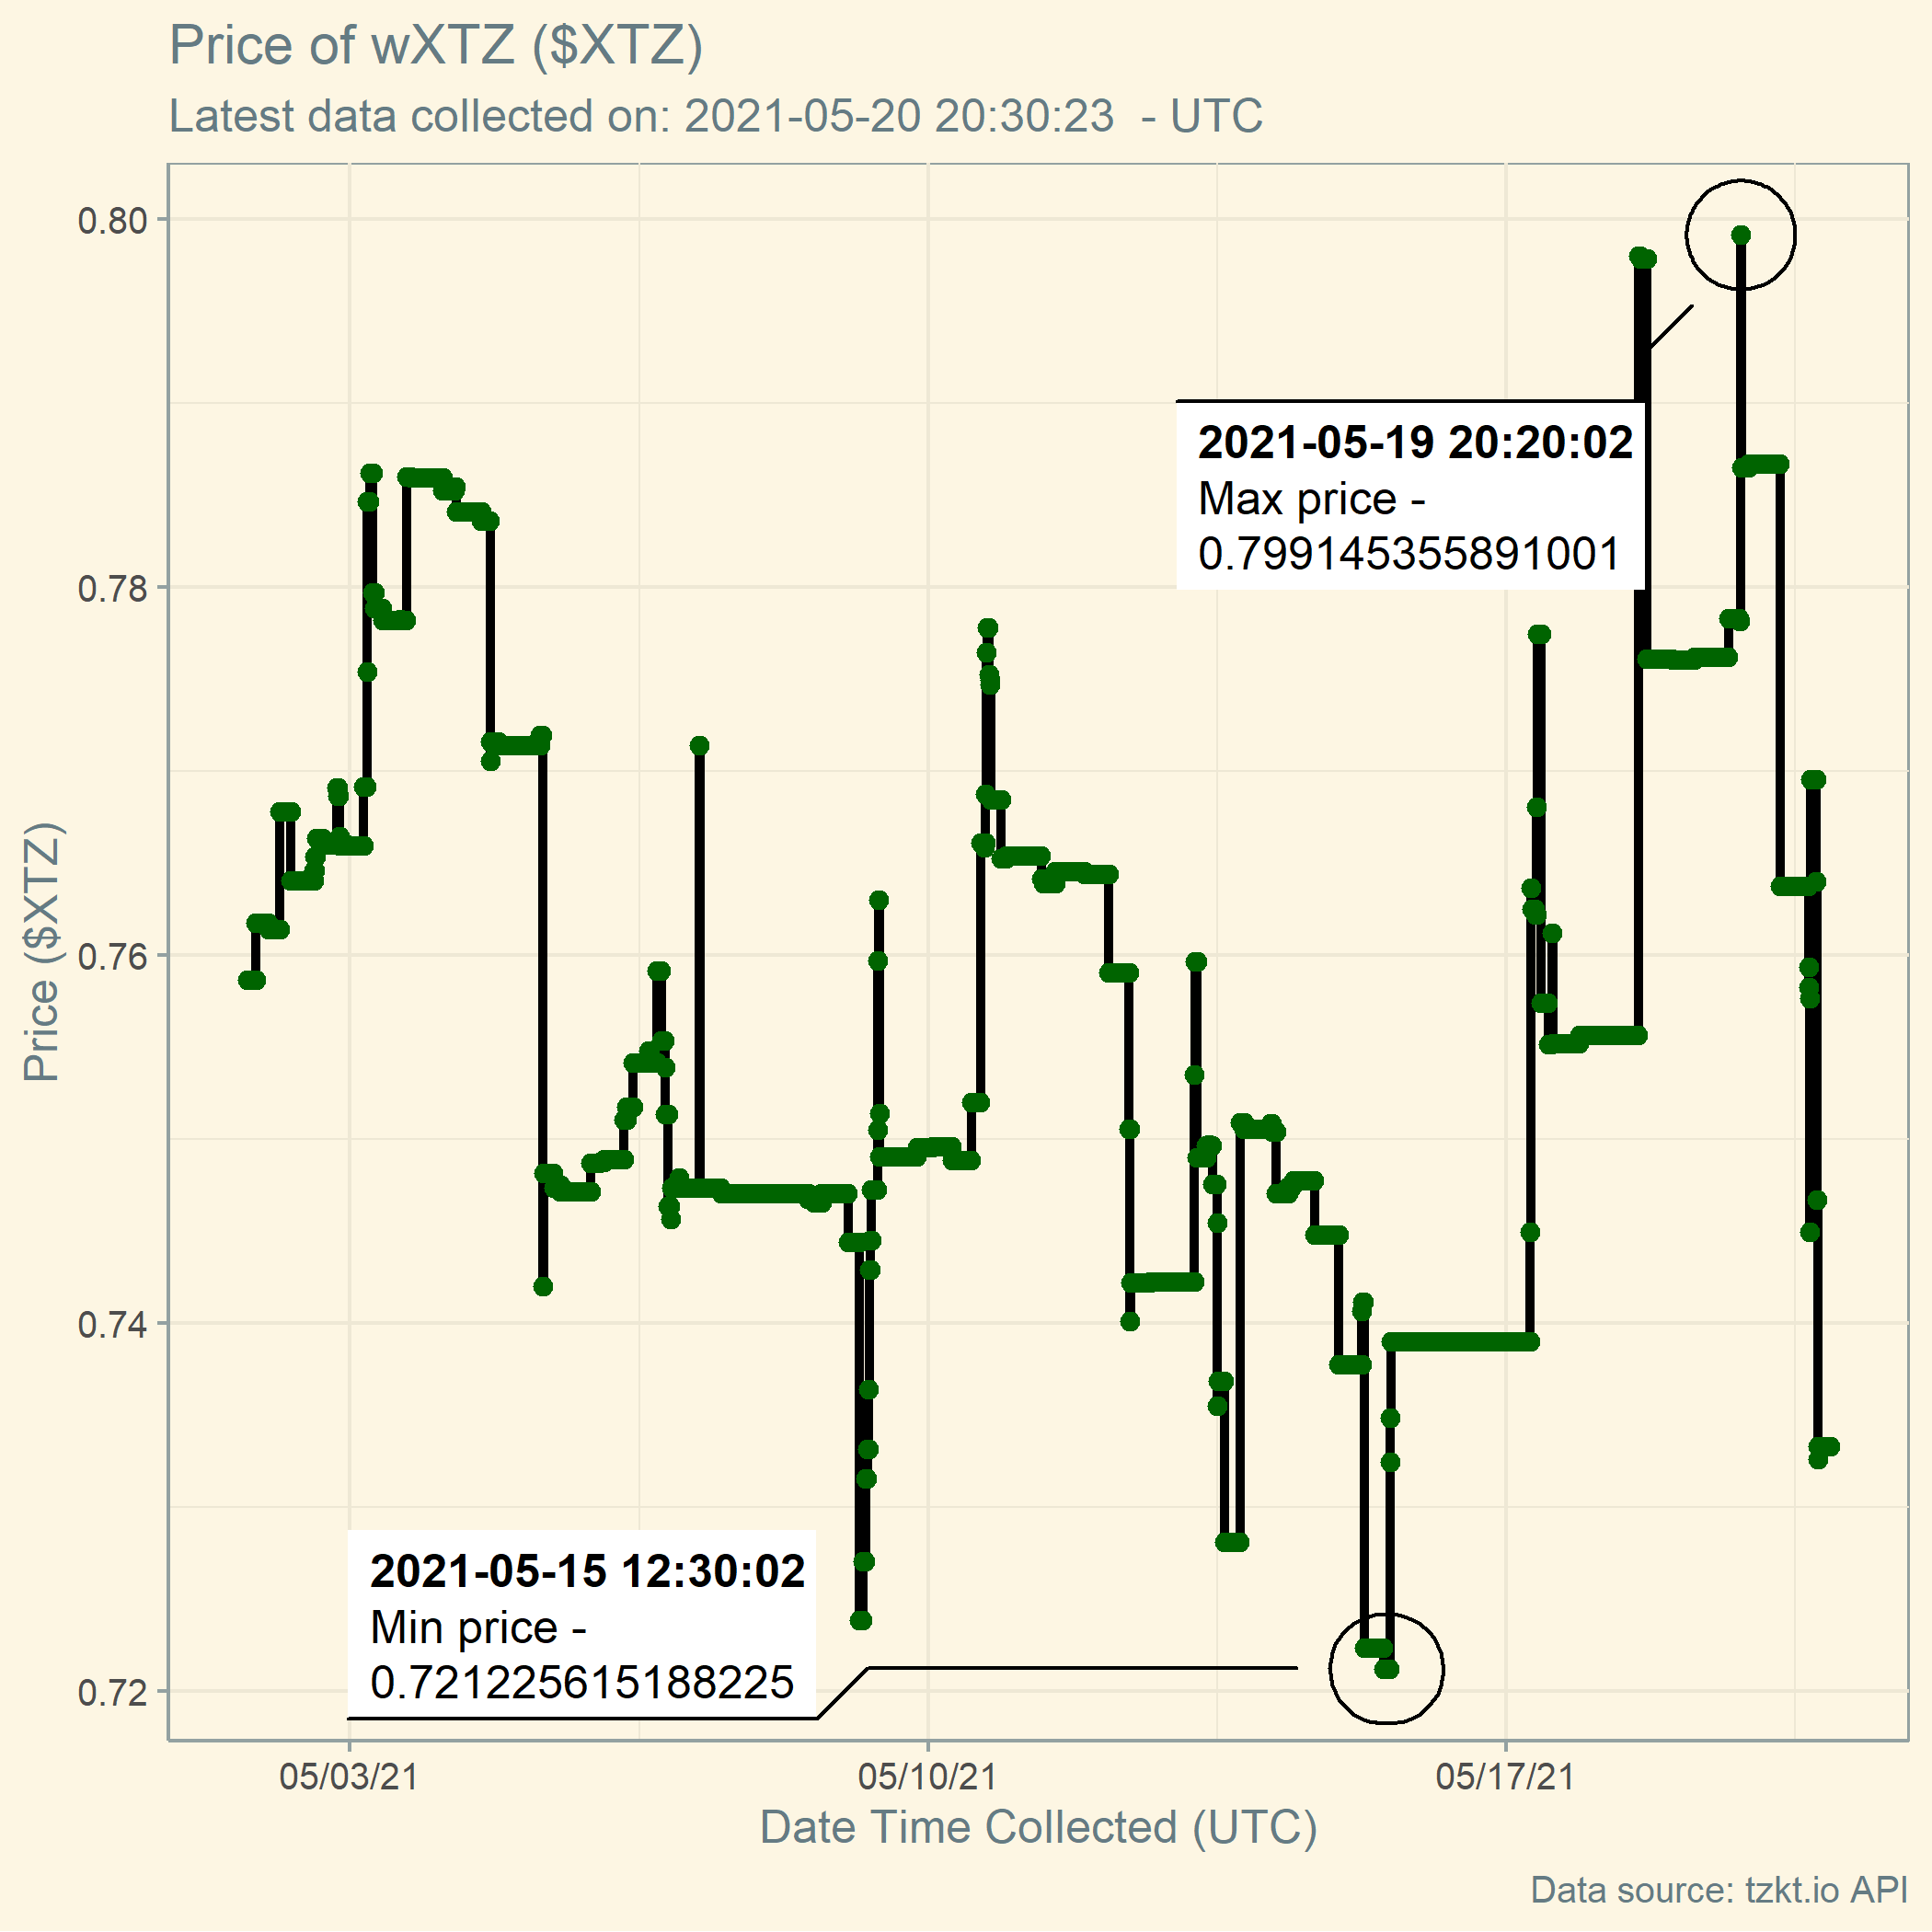 Price of wXTZ ($XTZ)
Latest data collected on: 2021-05-20 20:30:23  - UTC
Price ($XTZ)
0.80
0.78
0.76
0.74
0.72
2021-05-19 20:20:02
Max price -
0.799145355891001
2021-05-15 12:30:02
Min price -
0.721225615188225
05/03/21
05/10/21
05/17/21
Date Time Collected (UTC)
Data source: tzkt.io API